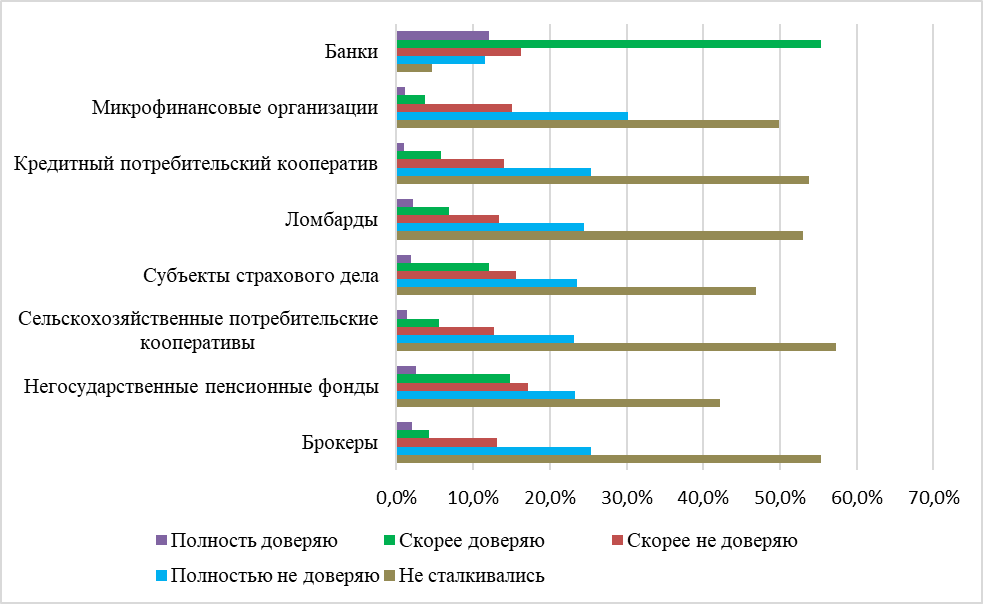 Банки
Микрофинансовые организации
Кредитный потребительский кооператив
Ломбарды
Субъекты страхового дела
Сельскохозяйственные потребительские
кооперативы
Негосударственные пенсионные фонды
Брокеры
0,0% 10,0% 20,0% 30,0% 40,0% 50,0% 60,0% 70,0%
Полность доверяю Скорее доверяю Скорее не доверяю
Полностью не доверяю Не сталкивались